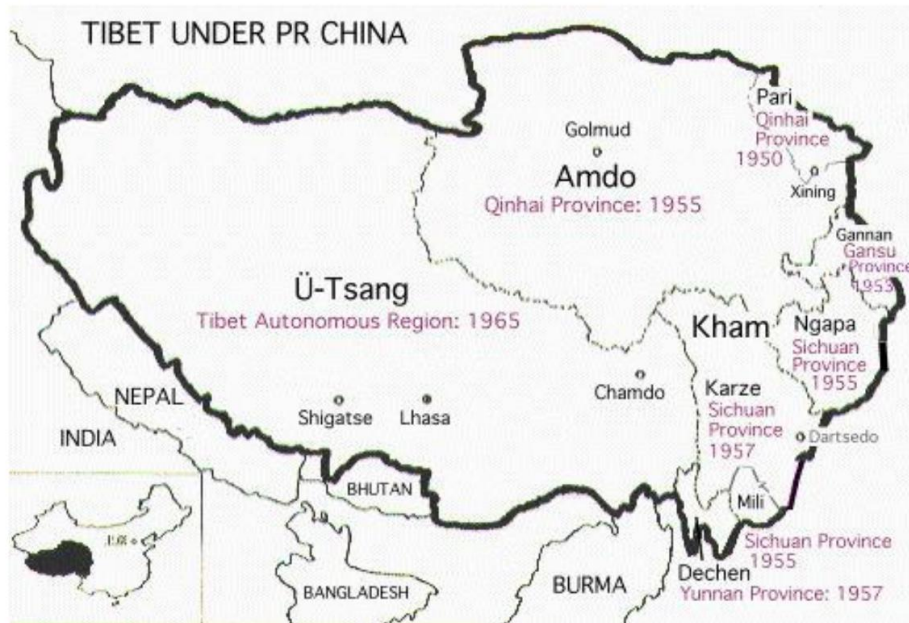 TIBET UNDER PR CHINA
Pari
Qinhai
Province
1950
Golmud
Amdo
Xining
Qinghai Province: 1955
Gannan
Gansu
Province
1953
Ü-Tsang
Tibet Autonomous Region: 1965
Kham
Ngapa
Sichuan
Province
1955
Chamdo
Karze
Sichuan
Province
1957
NEPAL
Shigatse
Lhasa
INDIA
Dartsedo
BHUTAN
Mili
Sichuan Province
1955
Dechen
Yunnan Province: 1957
BANGLADESH
BURMA